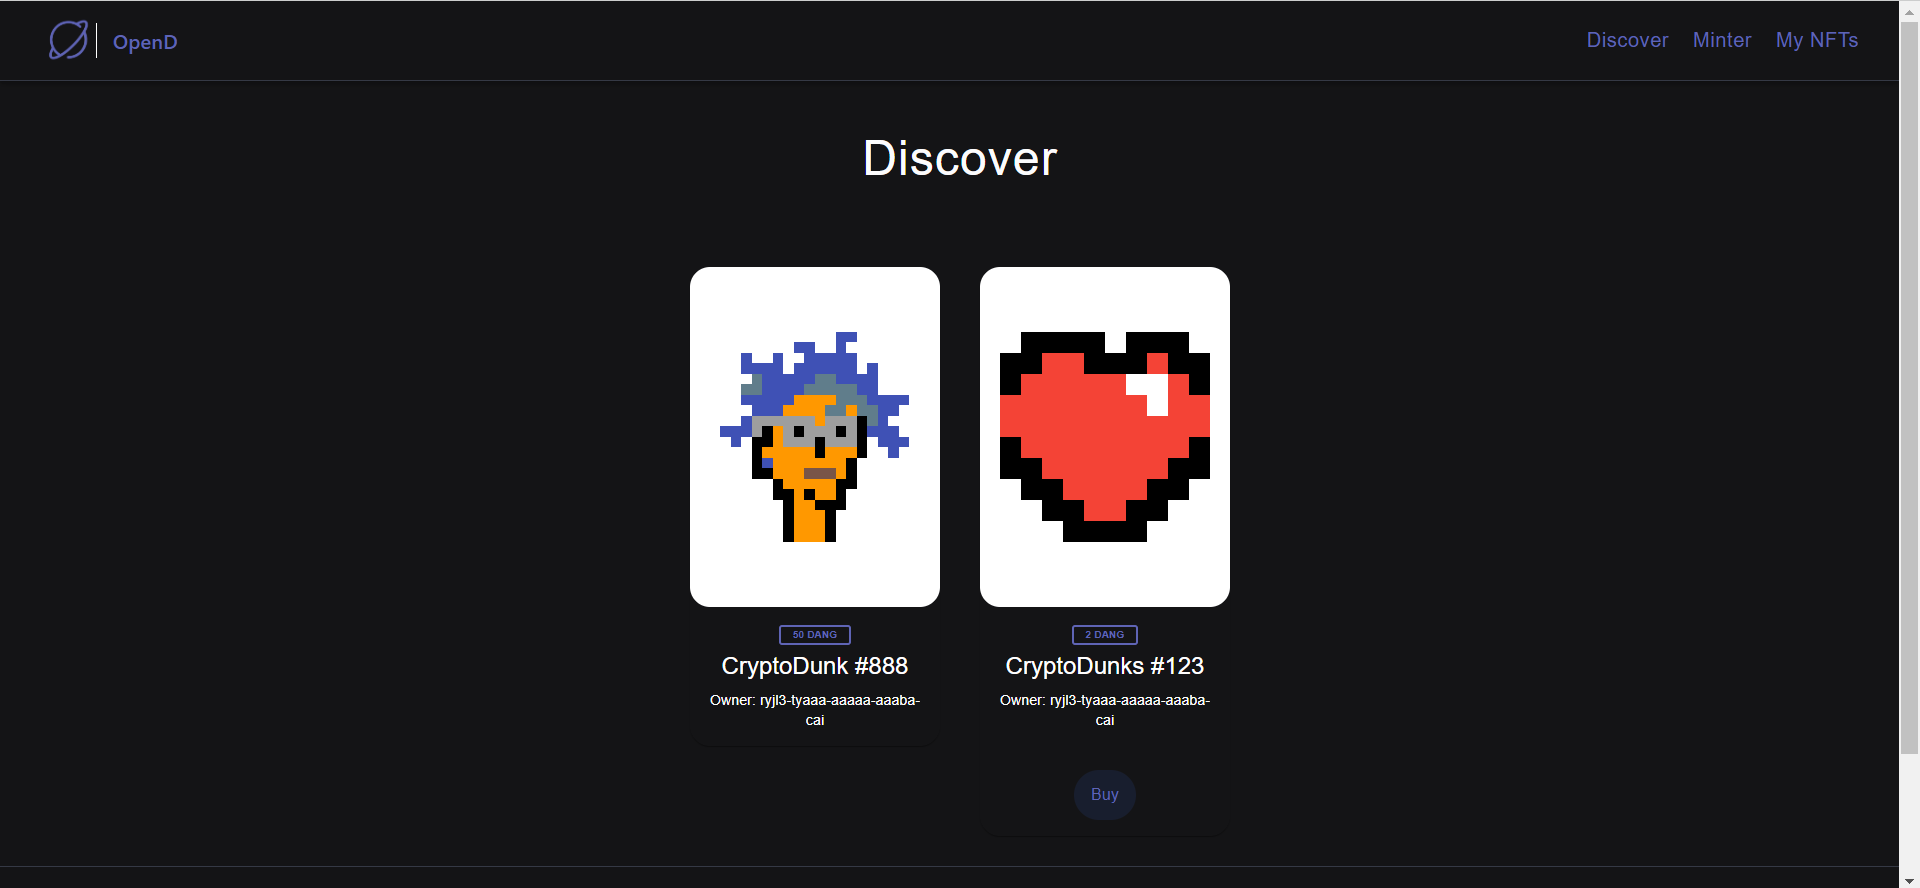 OpenD
Discover Minter My NFTs
Discover
50 DANG
CryptoDunk #888
Owner: ryjl3-tyaaa-aaaaa-aaaba-
cai
2 DANG
CryptoDunks #123
Owner: ryjl3-tyaaa-aaaaa-aaaba-
cai
Buy